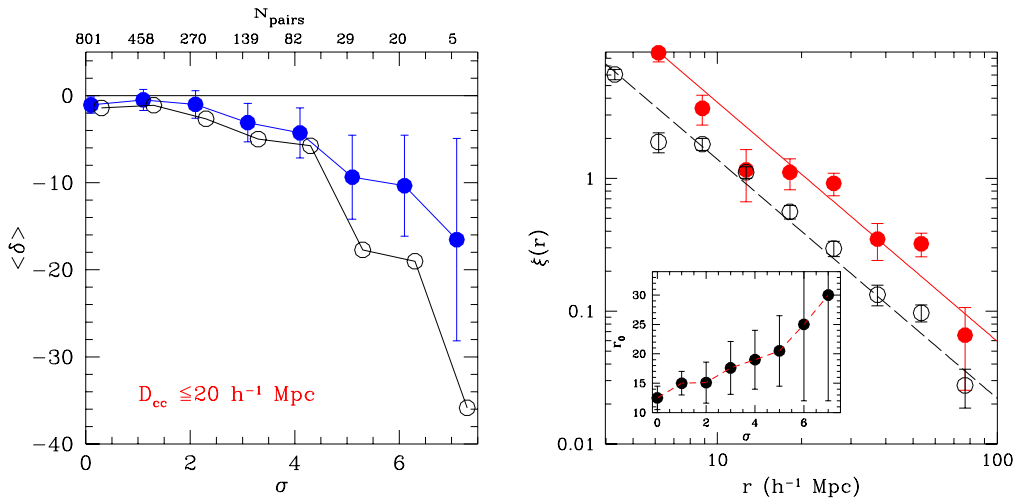 N_pairs
801 458 270 139 82 29 20 5
0
−10
−20
−30
−40
<δ>
D_cc ≦20 h⁻¹ Mpc
0 2 4 6
σ
1
0.1
0.01
ξ(r)
30
25
20
15
10
r₀
0 2 4 6
σ
10 100
r (h⁻¹ Mpc)